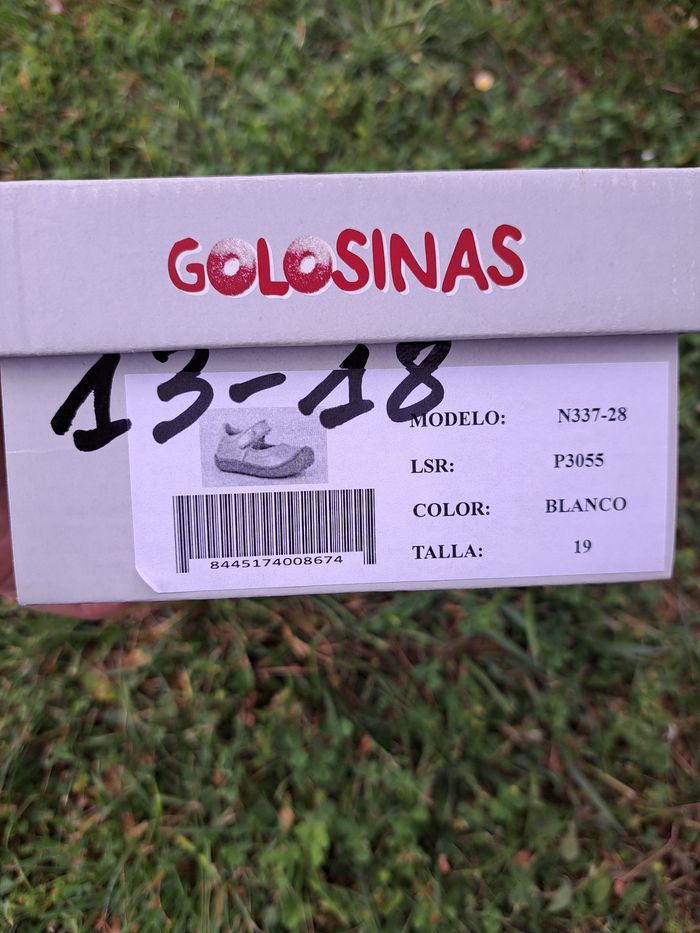 GOLOSINAS
13-18
MODELO: N337-28
LSR: P3055
COLOR: BLANCO
TALLA: 19
8445174008674